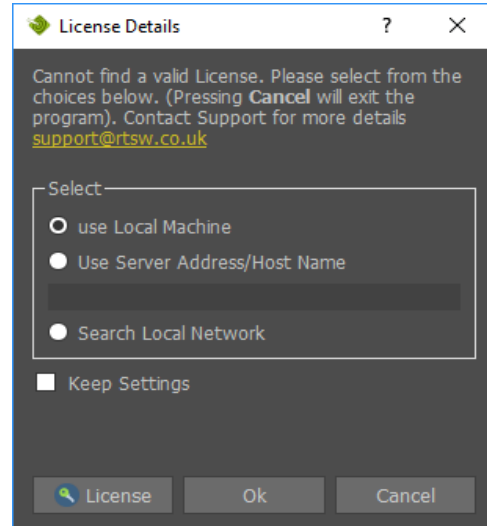 License Details
Cannot find a valid License. Please select from the
choices below. (Pressing Cancel will exit the
program). Contact Support for more details
support@rtsw.co.uk
Select
use Local Machine
Use Server Address/Host Name
Search Local Network
Keep Settings
License Ok Cancel